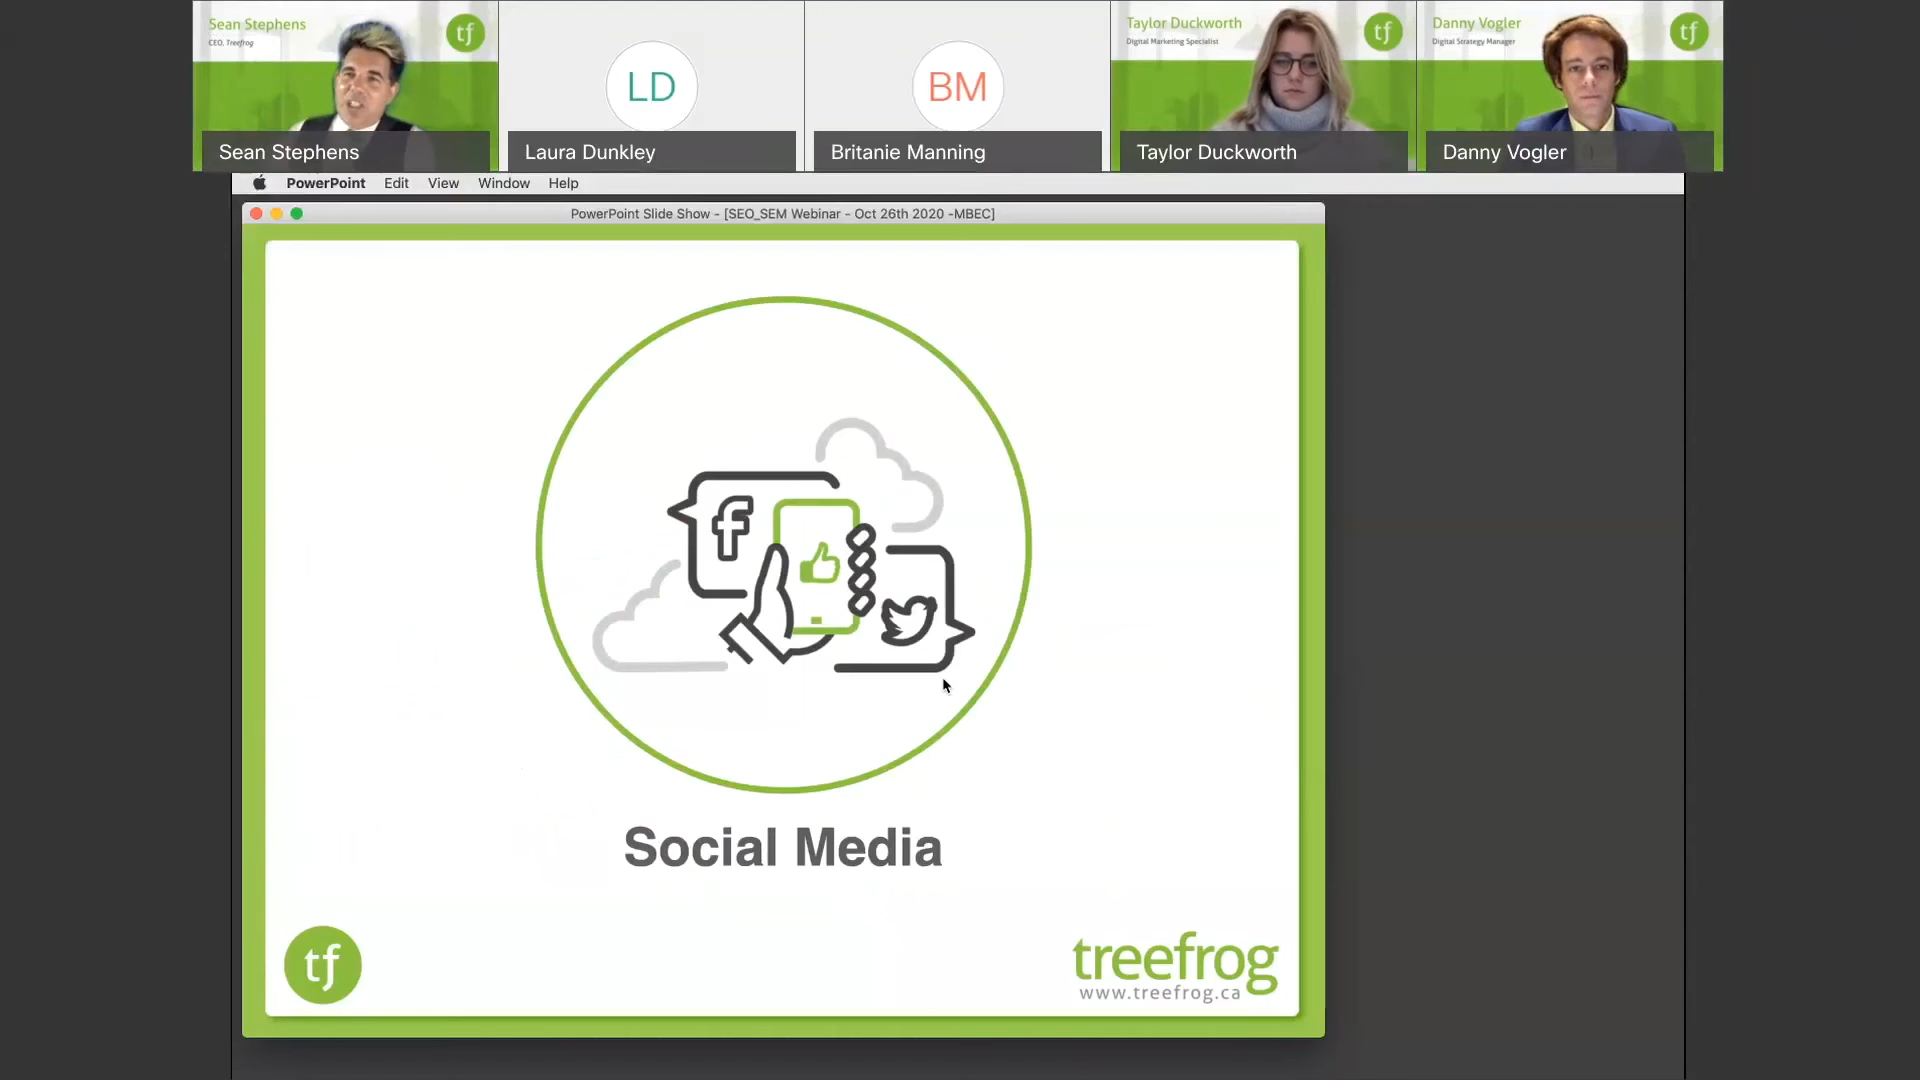 Sean Stephens
CEO, Treefrog
tf
Sean Stephens
LD
Laura Dunkley
BM
Britanie Manning
Taylor Duckworth
Digital Marketing Specialist
tf
Taylor Duckworth
Danny Vogler
Digital Strategy Manager
tf
Danny Vogler
PowerPoint Edit View Window Help
PowerPoint Slide Show - [SEO_SEM Webinar - Oct 26th 2020 -MBEC]
f
Social Media
tf
treefrog
www.treefrog.ca